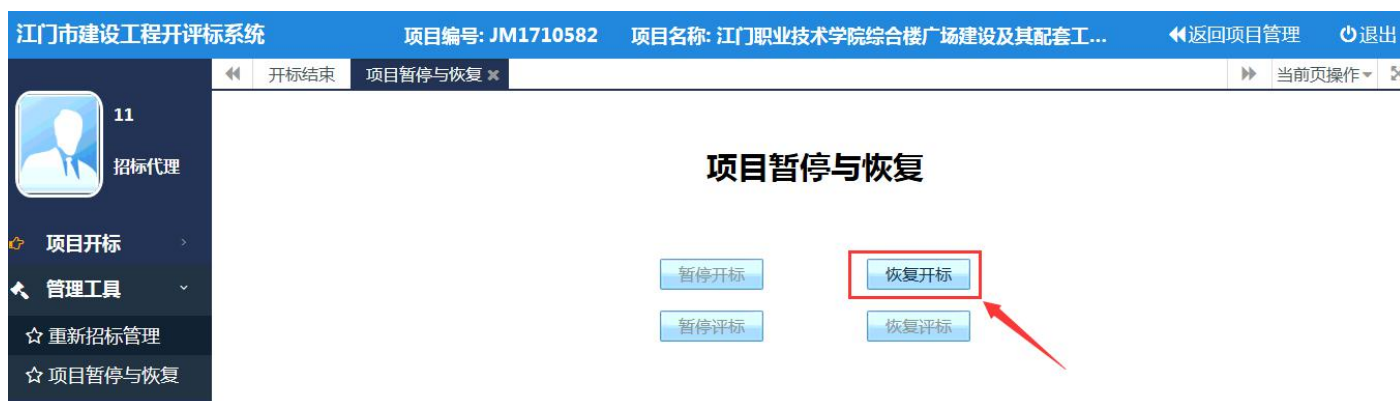 江门市建设工程开评标系统 项目编号: JM1710582 项目名称: 江门职业技术学院综合楼广场建设及其配套工... 返回项目管理 退出
开标结束 项目暂停与恢复 当前页操作
11
招标代理
项目暂停与恢复
项目开标
管理工具
重新招标管理
项目暂停与恢复
暂停开标 恢复开标
暂停评标 恢复评标